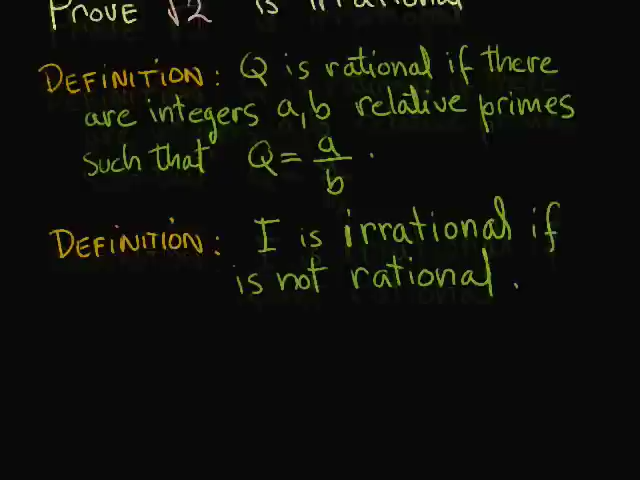 PROVE √2 is irrational
DEFINITION: Q is rational if there
are integers a,b relative primes
such that Q = a/b.
DEFINITION: I is irrational if
is not rational.